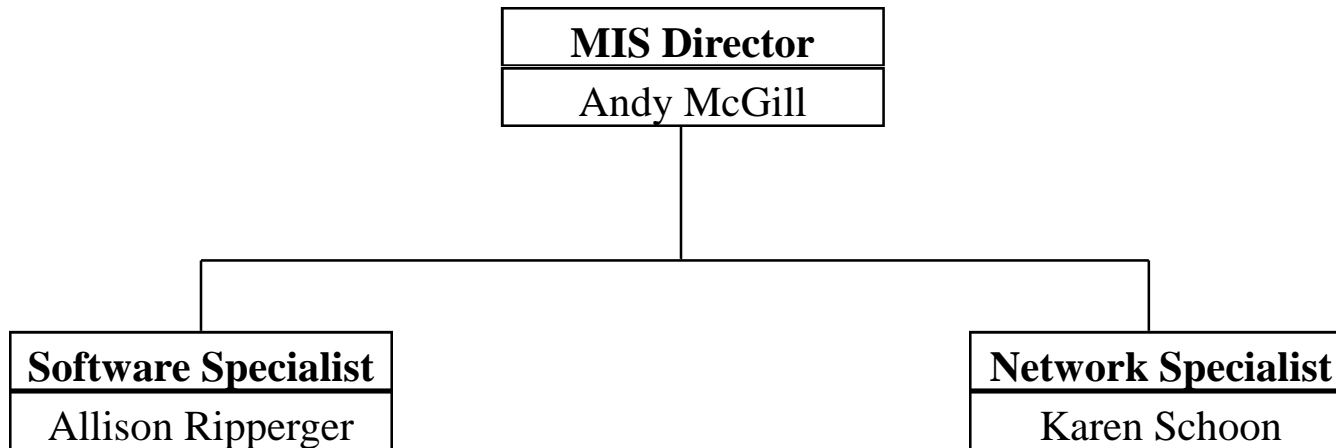 MIS Director
Andy McGill
Software Specialist
Allison Ripperger
Network Specialist
Karen Schoon